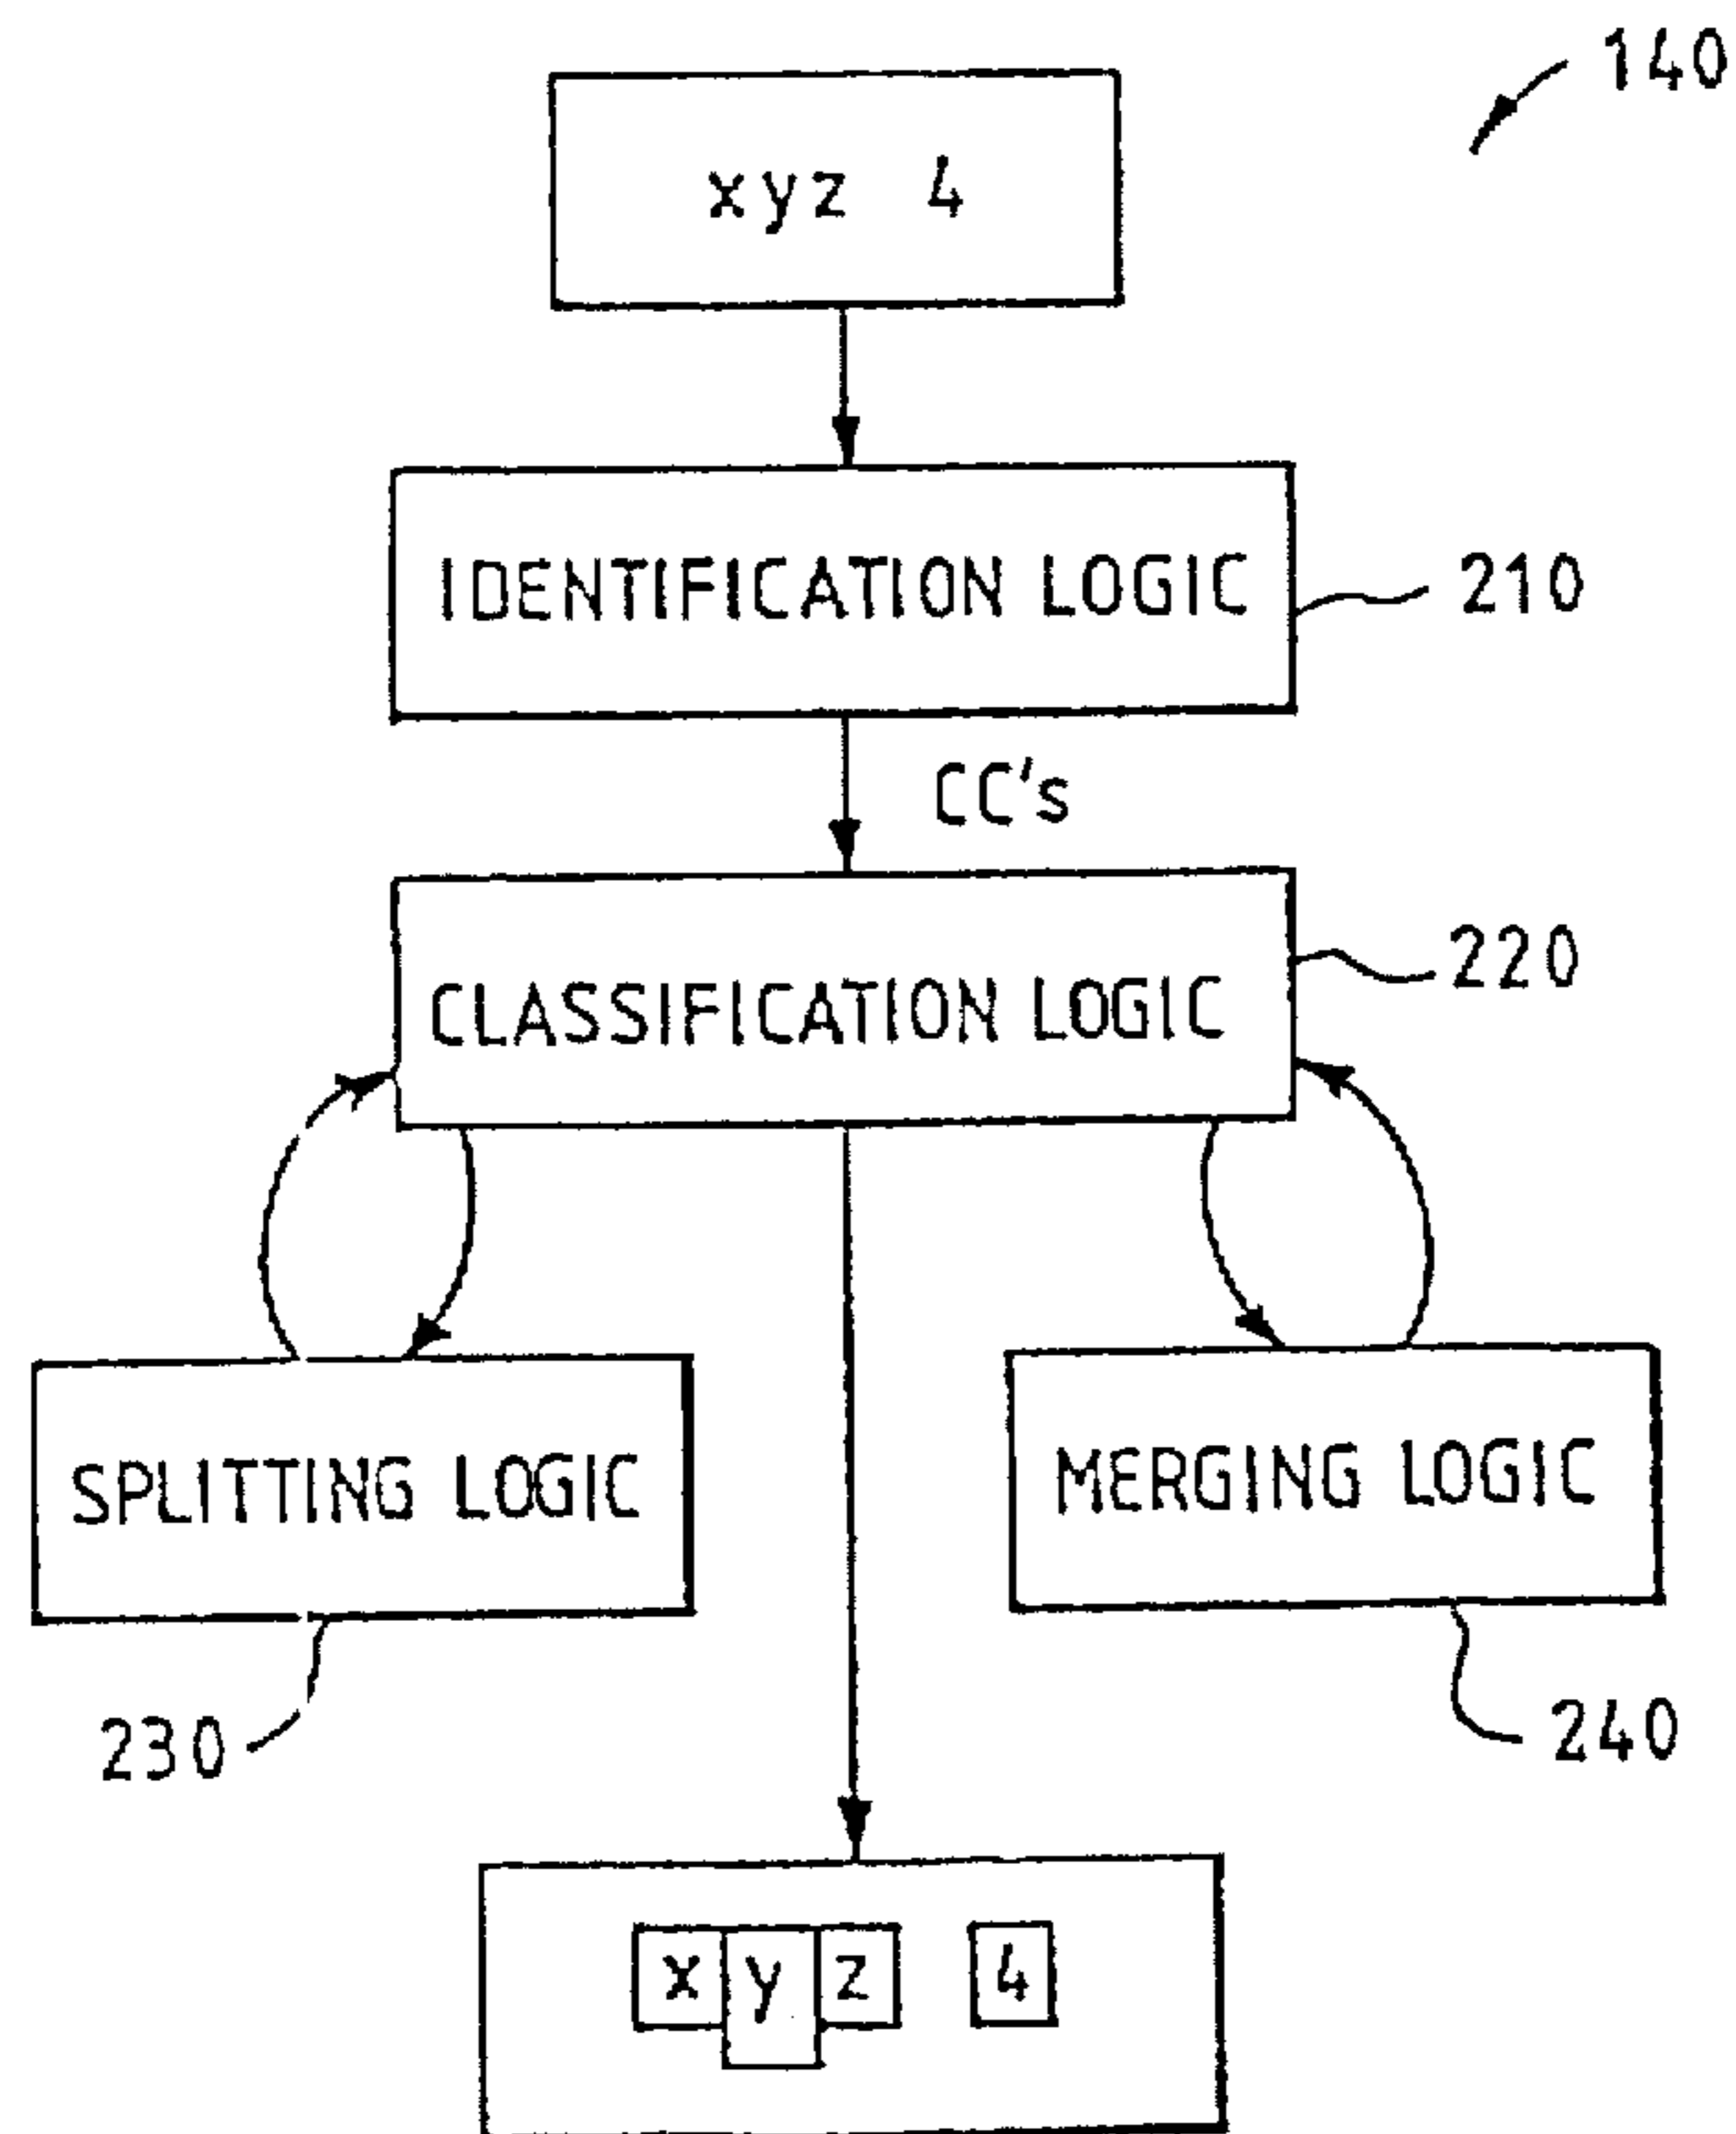 140
xyz 4
IDENTIFICATION LOGIC
210
CC's
CLASSIFICATION LOGIC
220
SPLITTING LOGIC
MERGING LOGIC
230
240
x y z 4